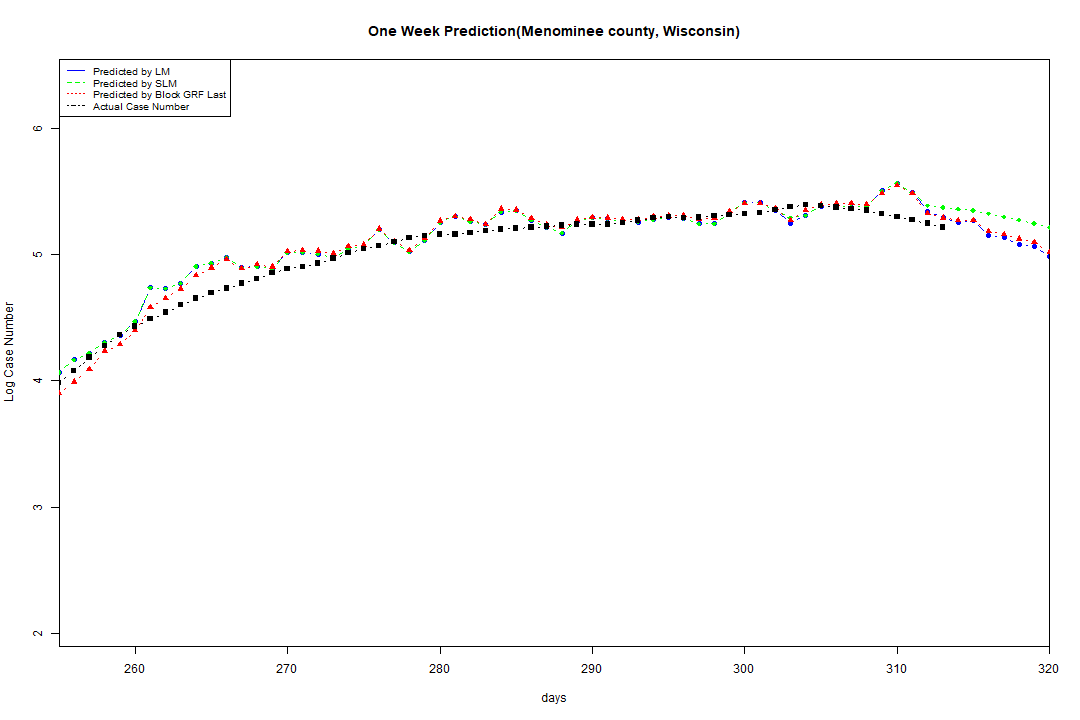 One Week Prediction(Menominee county, Wisconsin)
Predicted by LM
Predicted by SLM
Predicted by Block GRF Last
Actual Case Number
6
5
4
3
2
Log Case Number
260 270 280 290 300 310 320
days